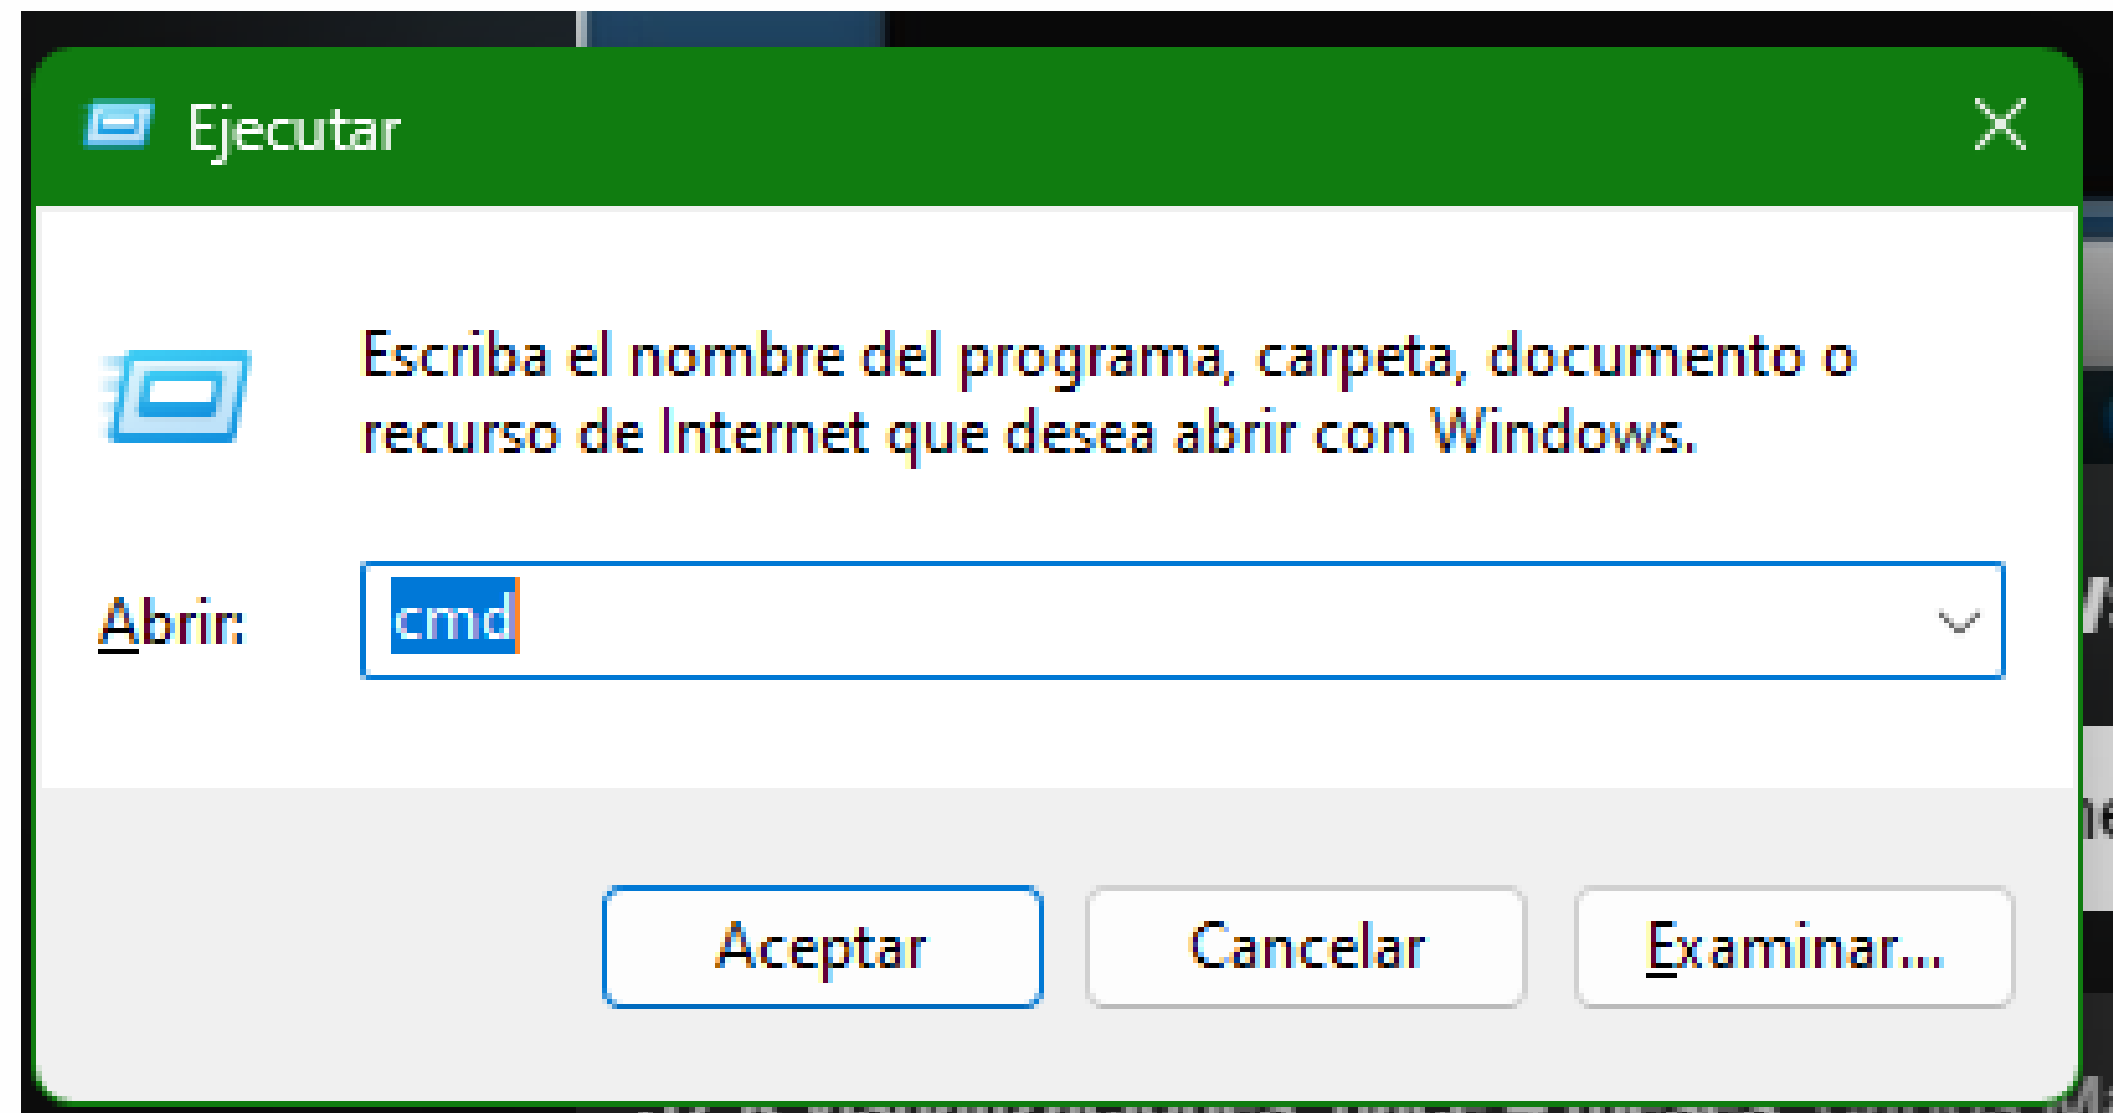 Ejecutar
Escriba el nombre del programa, carpeta, documento o
recurso de Internet que desea abrir con Windows.
Abrir: cmd
Aceptar Cancelar Examinar...